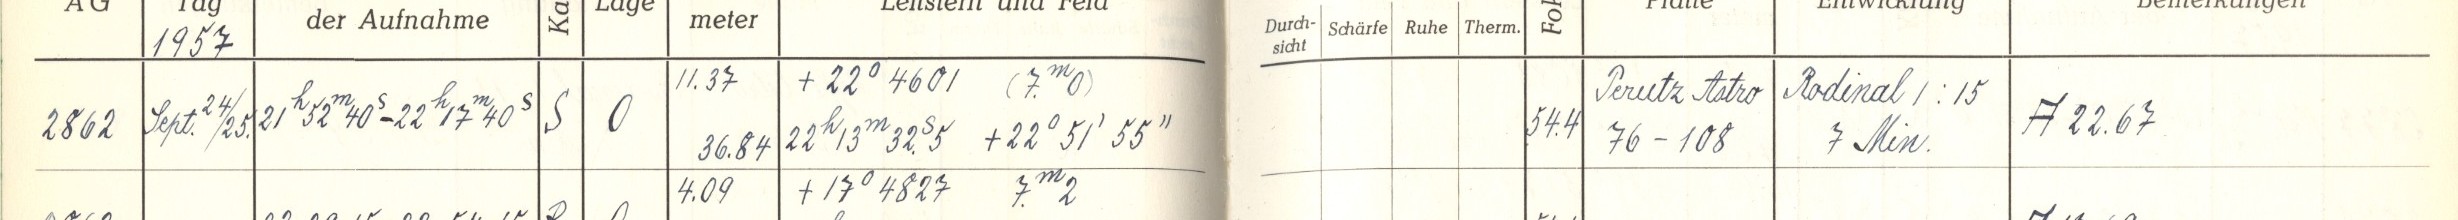 AG Tag der Aufnahme Ka Lage meter Leitstern und Feld Durch- Schärfe Ruhe Therm. Fok Platte Entwicklung Bemerkungen
1957 sicht
11.37 + 22° 4601 (7.ᵐ0) Perutz Astro Rodinal 1 : 15
2862 Sept. 24/25. 21ʰ52ᵐ40ˢ-22ʰ17ᵐ40ˢ S O 54.4 22.67
36.84 22ʰ13ᵐ32.ˢ5 +22° 51' 55" 76 - 108 7 Min.
4.09 + 17° 4827 7.ᵐ2